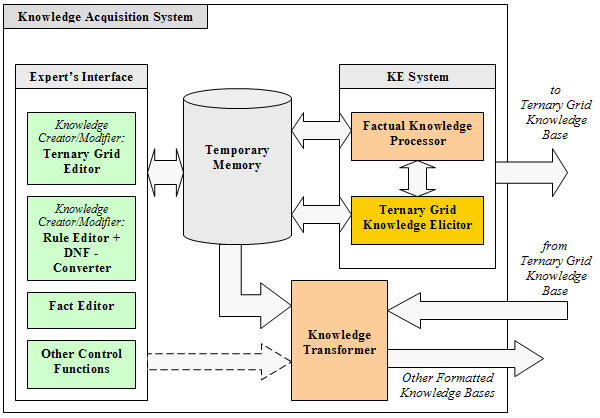 Knowledge Acquisition System
Expert's Interface
Knowledge
Creator/Modifier:
Ternary Grid
Editor
Knowledge
Creator/Modifier:
Rule Editor +
DNF -
Converter
Fact Editor
Other Control
Functions
Temporary
Memory
KE System
Factual Knowledge
Processor
Ternary Grid
Knowledge Elicitor
Knowledge
Transformer
to
Ternary Grid
Knowledge
Base
from
Ternary Grid
Knowledge
Base
Other Formatted
Knowledge Bases